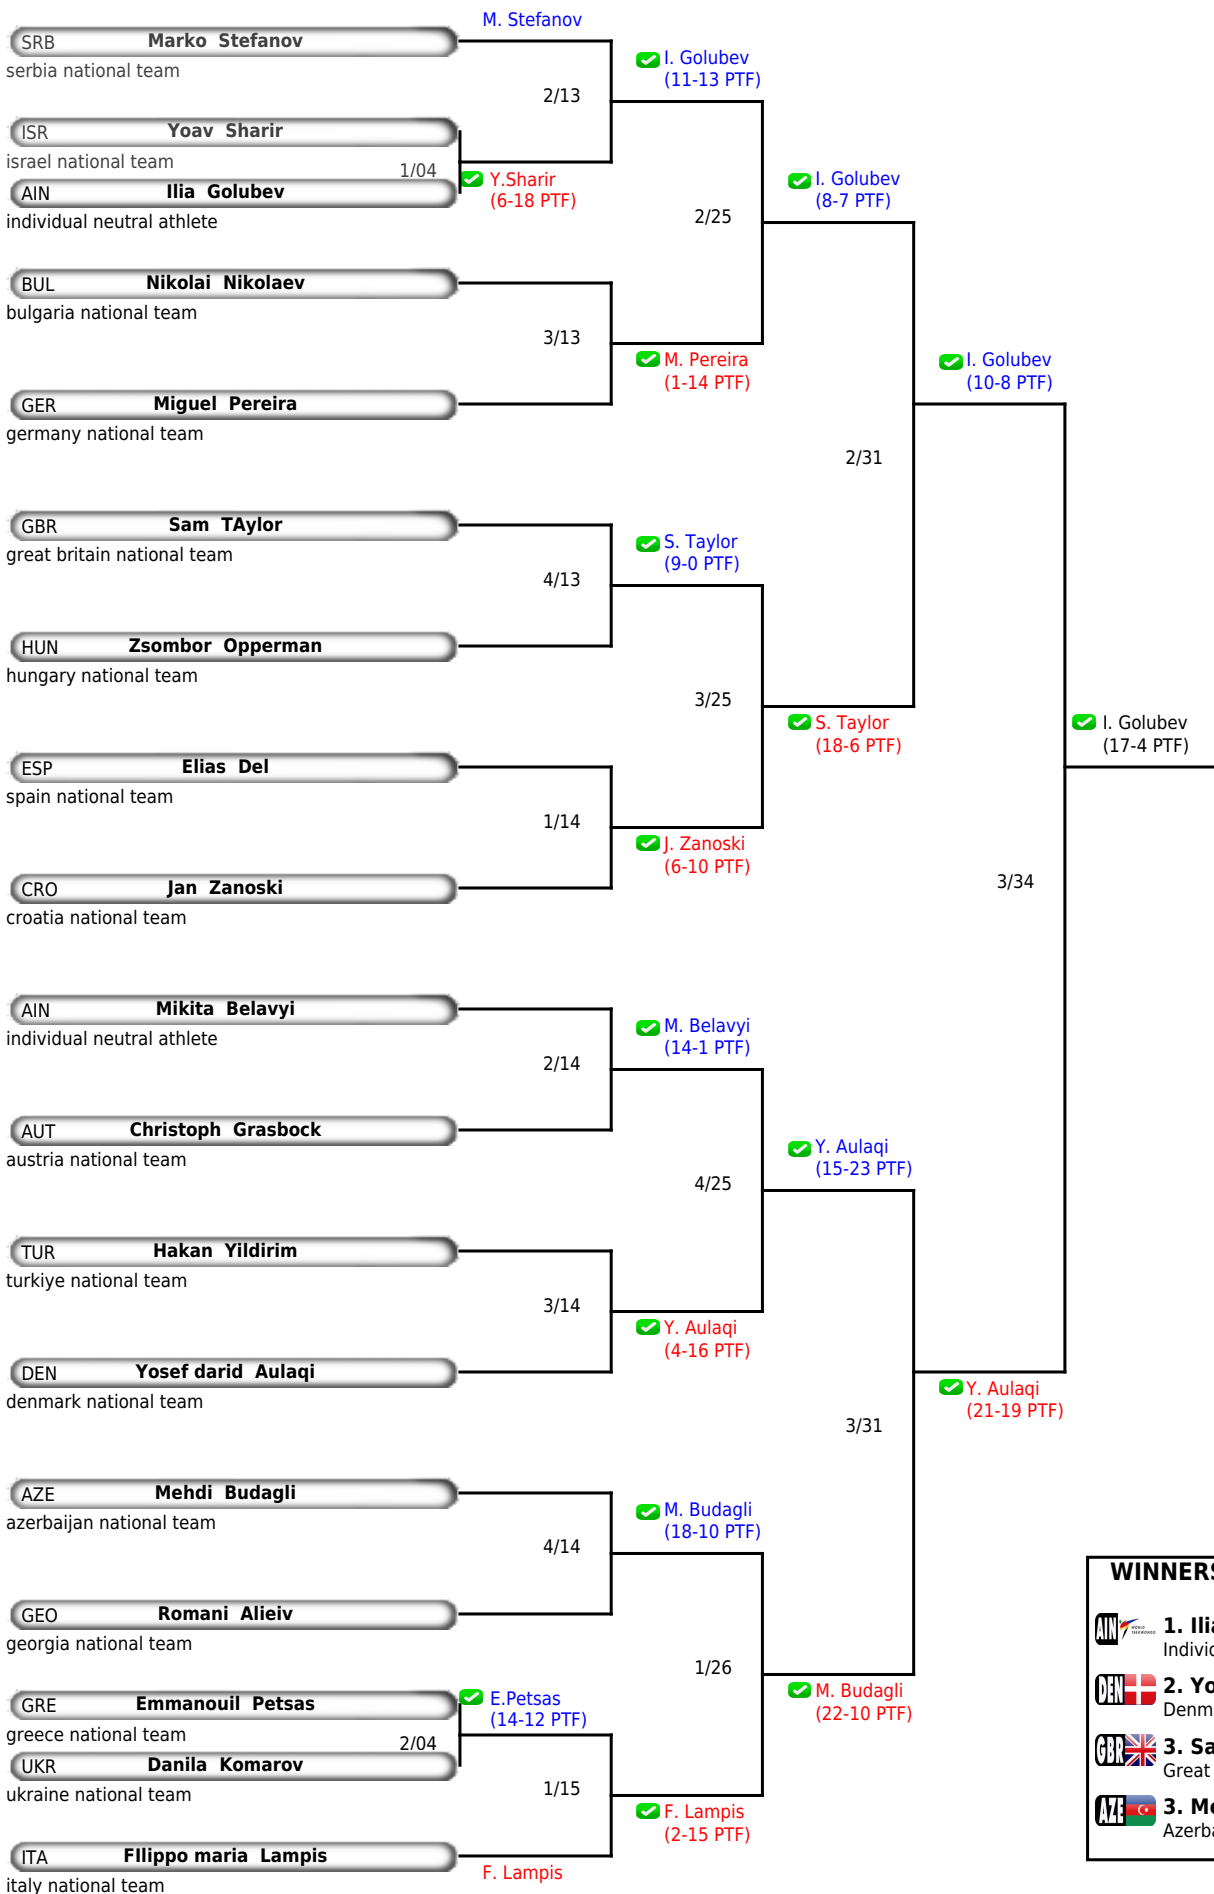 M. Stefanov
SRB Marko Stefanov
serbia national team
I. Golubev
(11-13 PTF)
2/13
ISR Yoav Sharir
israel national team
1/04
Y.Sharir
(6-18 PTF)
AIN Ilia Golubev
individual neutral athlete
I. Golubev
(8-7 PTF)
2/25
BUL Nikolai Nikolaev
bulgaria national team
3/13
M. Pereira
(1-14 PTF)
I. Golubev
(10-8 PTF)
GER Miguel Pereira
germany national team
2/31
GBR Sam TAylor
great britain national team
S. Taylor
(9-0 PTF)
4/13
HUN Zsombor Opperman
hungary national team
3/25
S. Taylor
(18-6 PTF)
I. Golubev
(17-4 PTF)
ESP Elias Del
spain national team
1/14
J. Zanoski
(6-10 PTF)
CRO Jan Zanoski
croatia national team
3/34
AIN Mikita Belavyi
individual neutral athlete
M. Belavyi
(14-1 PTF)
2/14
AUT Christoph Grasbock
austria national team
Y. Aulaqi
(15-23 PTF)
4/25
TUR Hakan Yildirim
turkiye national team
3/14
Y. Aulaqi
(4-16 PTF)
DEN Yosef darid Aulaqi
denmark national team
Y. Aulaqi
(21-19 PTF)
3/31
AZE Mehdi Budagli
azerbaijan national team
M. Budagli
(18-10 PTF)
4/14
GEO Romani Alieiv
georgia national team
1/26
M. Budagli
(22-10 PTF)
GRE Emmanouil Petsas
greece national team
2/04
E.Petsas
(14-12 PTF)
UKR Danila Komarov
ukraine national team
1/15
F. Lampis
(2-15 PTF)
ITA FIlippo maria Lampis
italy national team
F. Lampis
WINNERS
AIN WORLD TAEKWONDO 1. Ilia
Individ
DEN 2. Yo
Denm
GBR 3. Sa
Great
AZE 3. Me
Azerba